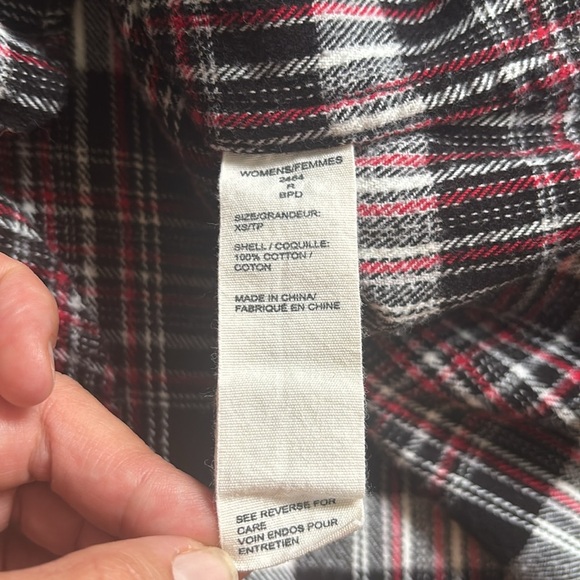 WOMENS/FEMMES
2464
R
BPD
SIZE/GRANDEUR:
XS/TP
SHELL / COQUILLE:
100% COTTON /
COTON
MADE IN CHINA/
FABRIQUÉ EN CHINE
SEE REVERSE FOR
CARE
VOIN ENDOS POUR
ENTRETIEN